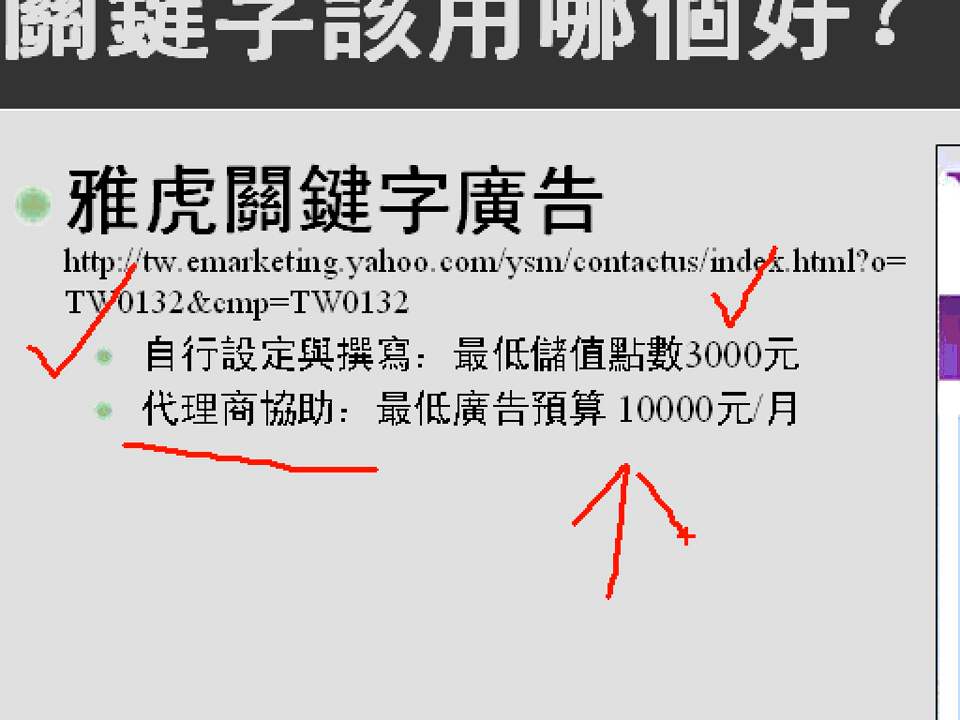 關鍵字該用哪個好?
雅虎關鍵字廣告
http://tw.emarketing.yahoo.com/ysm/contactus/index.html?o=
TW0132&cmp=TW0132
自行設定與撰寫：最低儲值點數3000元
代理商協助：最低廣告預算 10000元/月